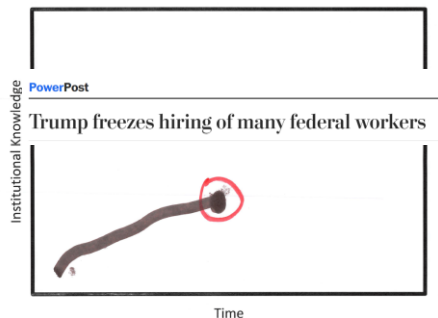 PowerPost
Trump freezes hiring of many federal workers
Institutional Knowledge
Time